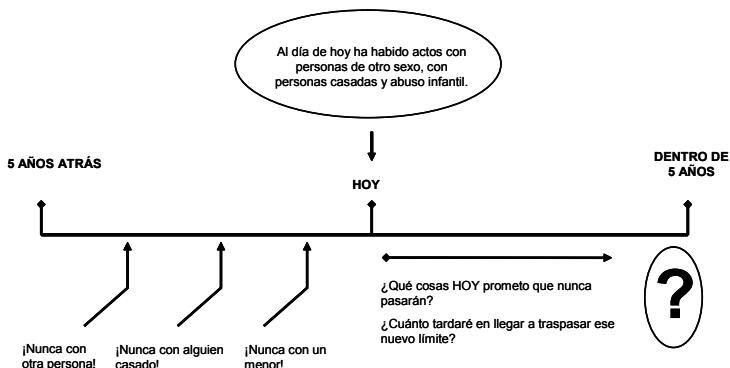 Al día de hoy ha habido actos con
personas de otro sexo, con
personas casadas y abuso infantil.
5 AÑOS ATRÁS
HOY
DENTRO DE
5 AÑOS
¿Qué cosas HOY prometo que nunca
pasarán?
¿Cuánto tardaré en llegar a traspasar ese
nuevo límite?
?
¡Nunca con
otra persona!
¡Nunca con alguien
casado!
¡Nunca con un
menor!